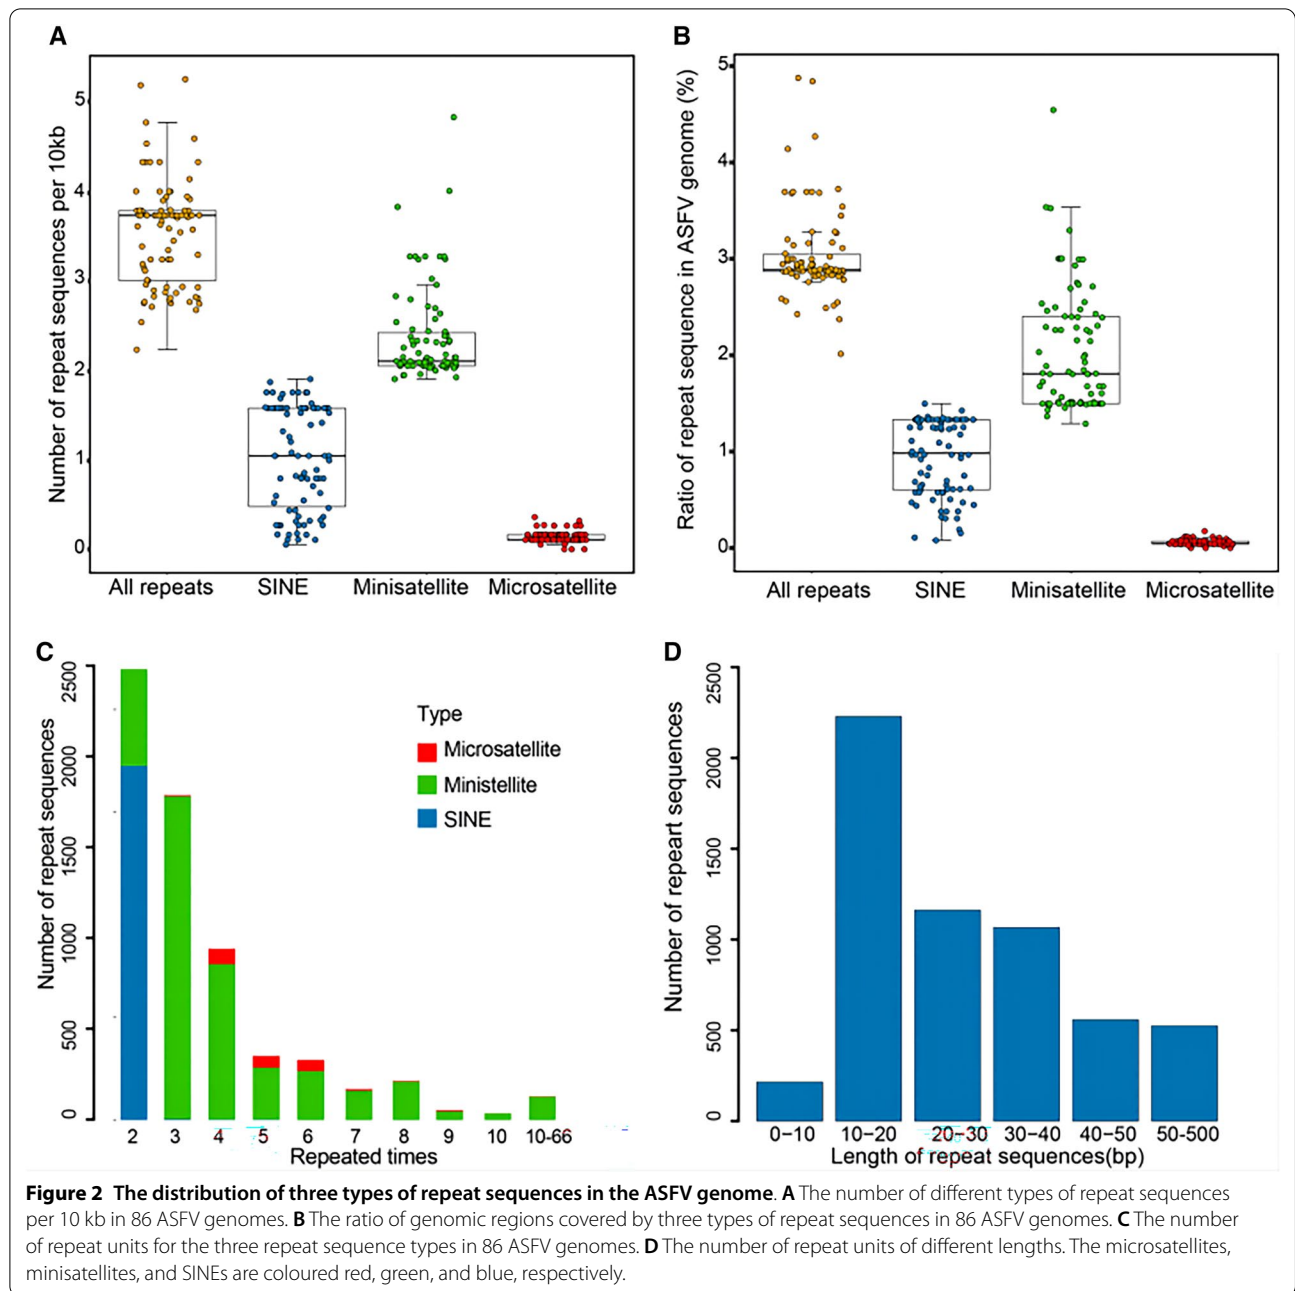 A
Number of repeat sequences per 10kb
5
4
3
2
1
0
All repeats SINE Minisatellite Microsatellite
B
Ratio of repeat sequence in ASFV genome (%)
5
4
3
2
1
0
All repeats SINE Minisatellite Microsatellite
C
Number of repeat sequences
2500
2000
1500
1000
500
0
Type
Microsatellite
Ministellite
SINE
2 3 4 5 6 7 8 9 10 10-66
Repeated times
D
Number of repeart sequences
2500
2000
1500
1000
500
0
0–10 10–20 20–30 30–40 40–50 50-500
Length of repeat sequences(bp)
Figure 2 The distribution of three types of repeat sequences in the ASFV genome. A The number of different types of repeat sequences
per 10 kb in 86 ASFV genomes. B The ratio of genomic regions covered by three types of repeat sequences in 86 ASFV genomes. C The number
of repeat units for the three repeat sequence types in 86 ASFV genomes. D The number of repeat units of different lengths. The microsatellites,
minisatellites, and SINEs are coloured red, green, and blue, respectively.